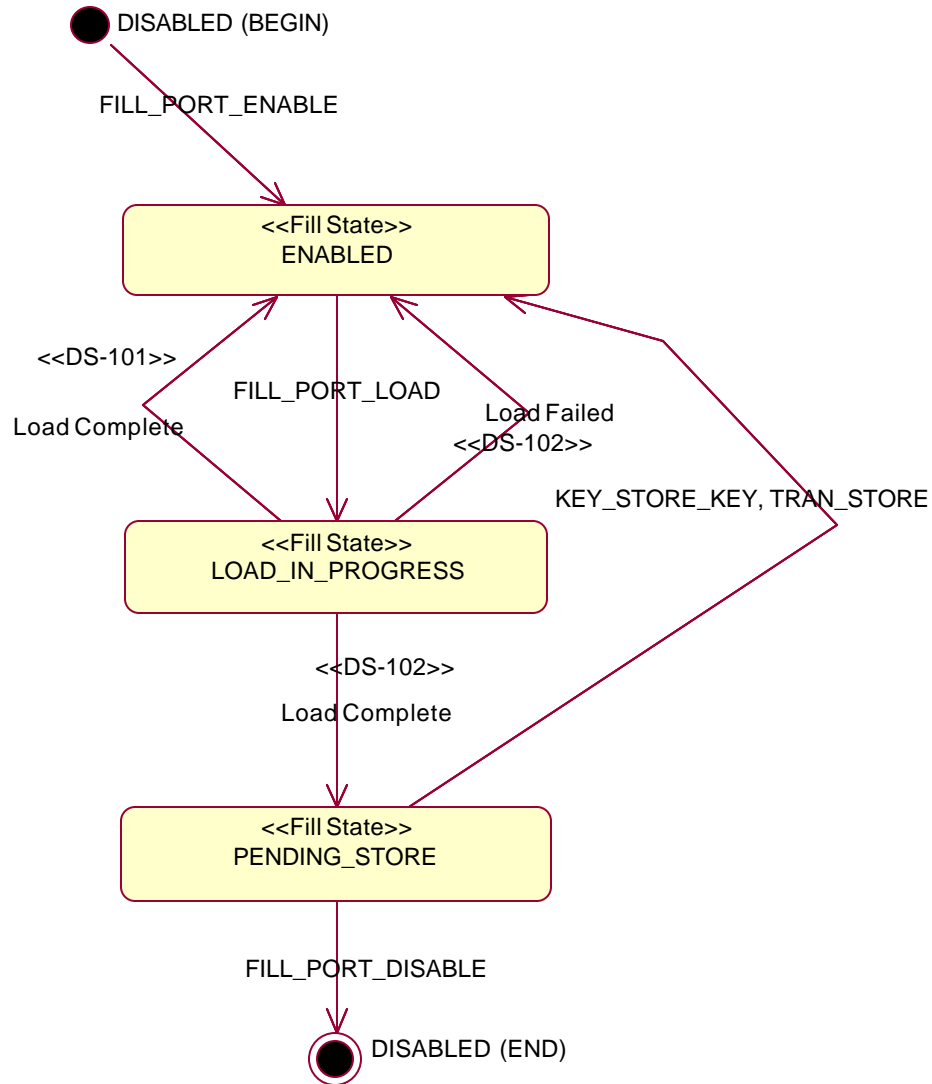 DISABLED (BEGIN)
FILL_PORT_ENABLE
<<Fill State>>
ENABLED
<<DS-101>>
Load Complete
FILL_PORT_LOAD
Load Failed
<<DS-102>>
KEY_STORE_KEY, TRAN_STORE
<<Fill State>>
LOAD_IN_PROGRESS
<<DS-102>>
Load Complete
<<Fill State>>
PENDING_STORE
FILL_PORT_DISABLE
DISABLED (END)